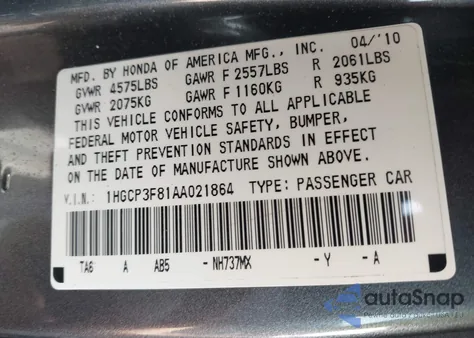 MFD. BY HONDA OF AMERICA MFG., INC. 04/'10
GVWR 4575LBS GAWR F 2557LBS R 2061LBS
GVWR 2075KG GAWR F 1160KG R 935KG
THIS VEHICLE CONFORMS TO ALL APPLICABLE
FEDERAL MOTOR VEHICLE SAFETY, BUMPER,
AND THEFT PREVENTION STANDARDS IN EFFECT
ON THE DATE OF MANUFACTURE SHOWN ABOVE.
V.I.N.: 1HGCP3F81AA021864 TYPE: PASSENGER CAR
TA6 A AB5 -NH737MX -Y -A
autoSnap